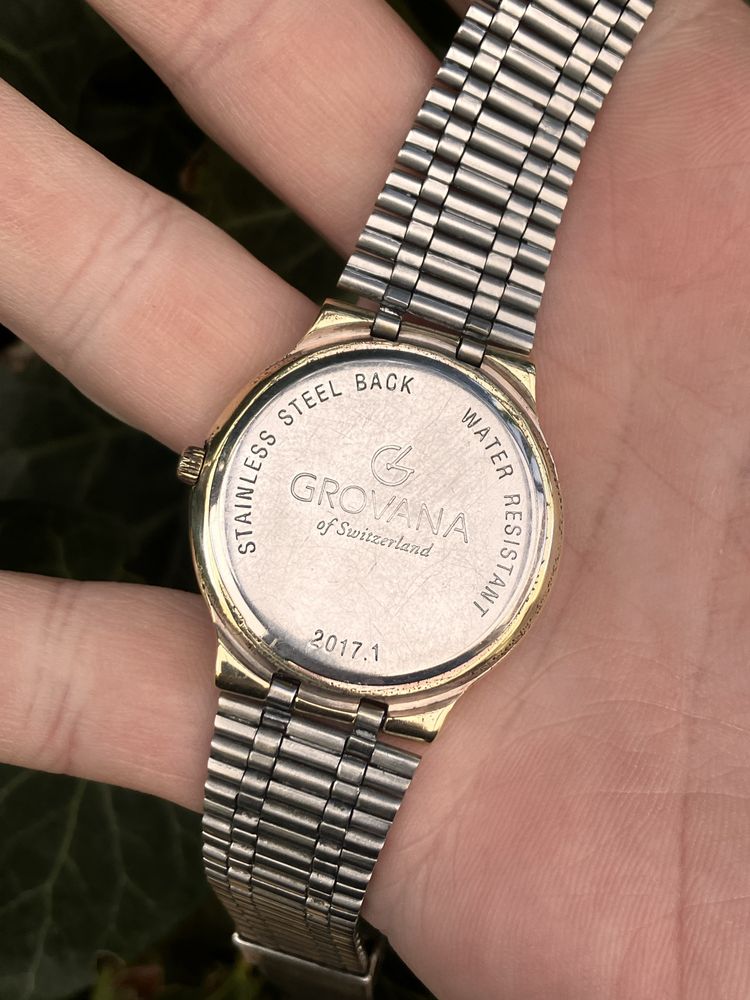 STAINLESS STEEL BACK
WATER RESISTANT
GROVANA
of Switzerland
2017.1